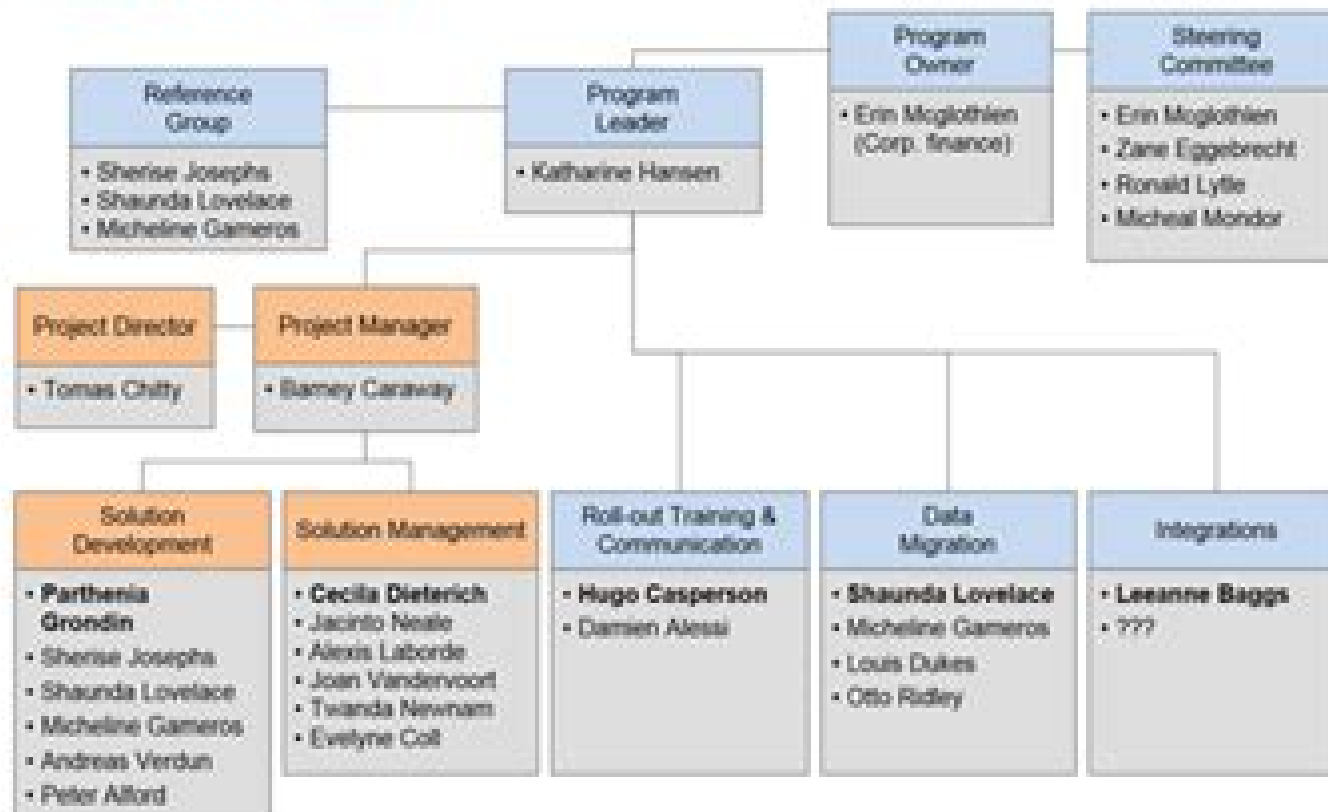 Program
Owner
• Erin Mcglothlen
(Corp. finance)
Steering
Committee
• Erin Mcglothlen
• Zane Eggebrecht
• Ronald Lytle
• Micheal Mondor
Reference
Group
• Sherise Josephs
• Shaunda Lovelace
• Micheline Gameros
Program
Leader
• Katharine Hansen
Project Director
• Tomas Chitty
Project Manager
• Barney Caraway
Solution
Development
• Parthenia
Grondin
• Sherise Josephs
• Shaunda Lovelace
• Micheline Gameros
• Andreas Verdun
• Peter Alford
Solution Management
• Cecila Dieterich
• Jacinto Neale
• Alexis Laborde
• Joan Vandervoort
• Twanda Newnam
• Evelyne Coll
Roll-out Training &
Communication
• Hugo Casperson
• Damien Alessi
Data
Migration
• Shaunda Lovelace
• Micheline Gameros
• Louis Dukes
• Otto Ridley
Integrations
• Leeanne Baggs
• ???